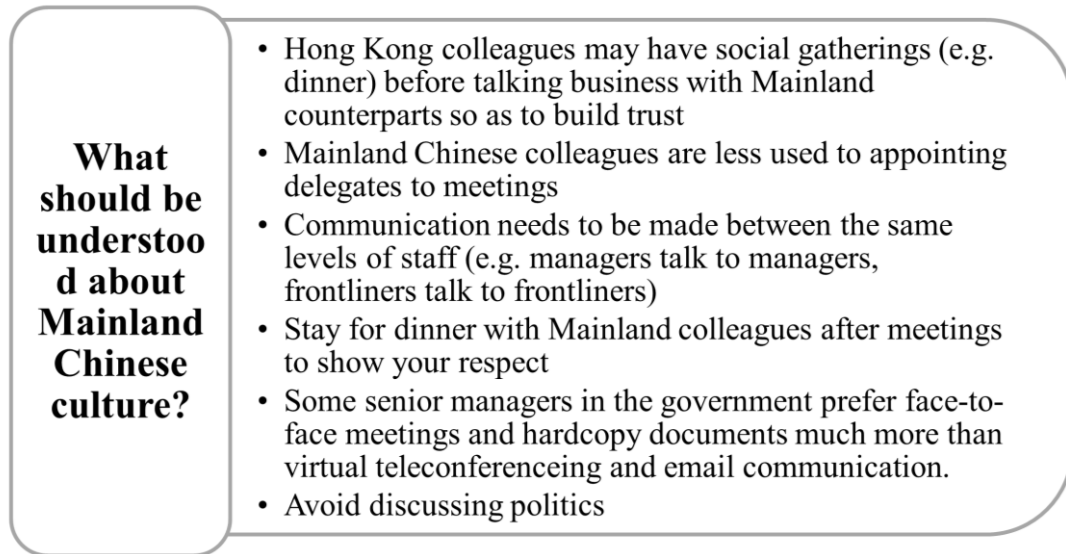 What
should be
understoo
d about
Mainland
Chinese
culture?
• Hong Kong colleagues may have social gatherings (e.g.
dinner) before talking business with Mainland
counterparts so as to build trust
• Mainland Chinese colleagues are less used to appointing
delegates to meetings
• Communication needs to be made between the same
levels of staff (e.g. managers talk to managers,
frontliners talk to frontliners)
• Stay for dinner with Mainland colleagues after meetings
to show your respect
• Some senior managers in the government prefer face-to-
face meetings and hardcopy documents much more than
virtual teleconferenceing and email communication.
• Avoid discussing politics